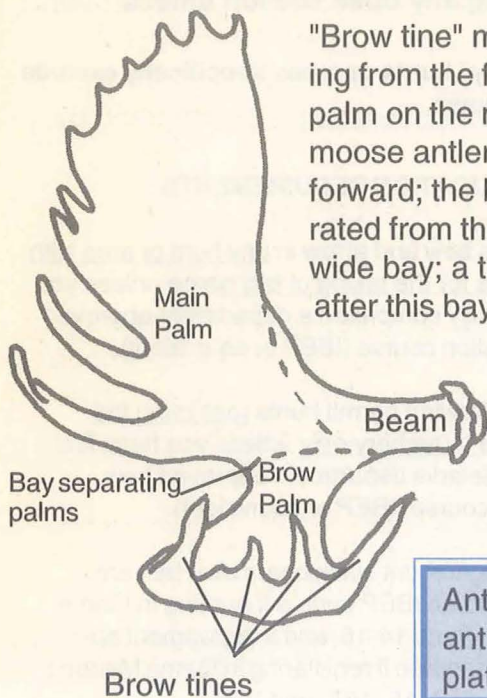 "Brow tine" m
ing from the f
palm on the
moose antler
forward; the
rated from th
wide bay; a t
after this bay
Main
Palm
Beam
Bay separating
palms
Brow
Palm
Brow tines
Ant
ant
plat